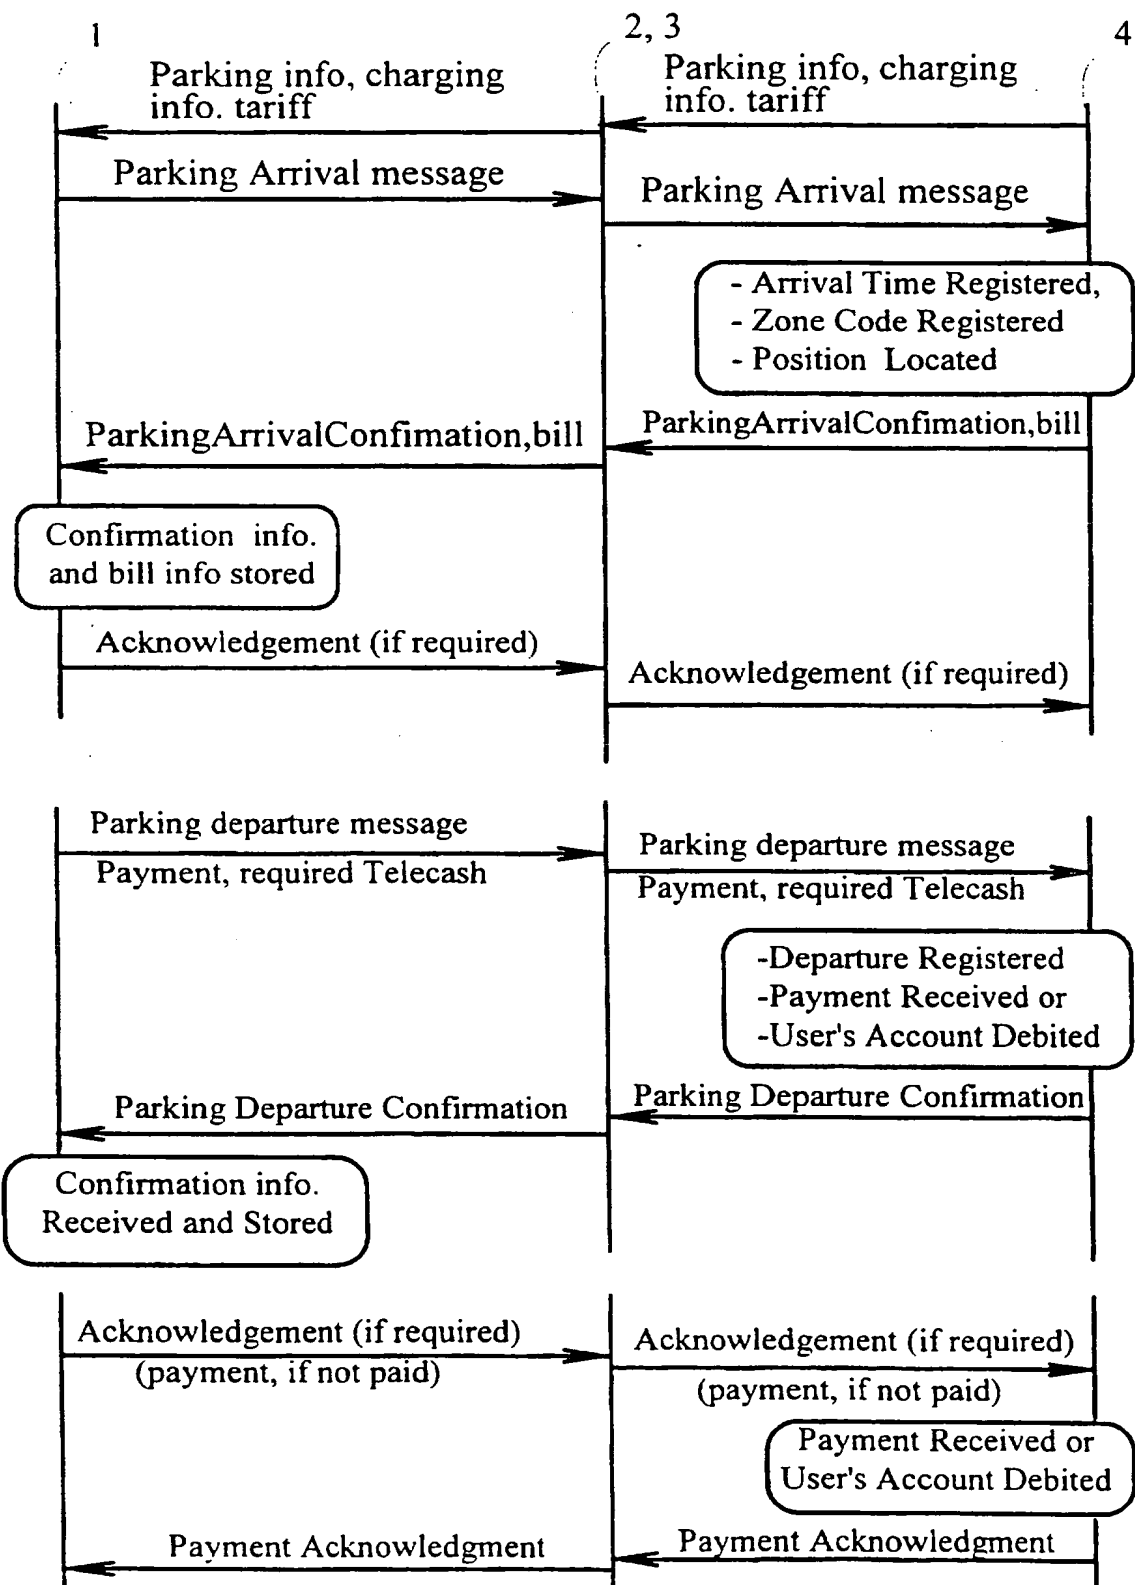 1
2, 3
4
Parking info, charging
info. tariff
Parking info, charging
info. tariff
Parking Arrival message
Parking Arrival message
- Arrival Time Registered,
- Zone Code Registered
- Position Located
ParkingArrivalConfimation,bill
ParkingArrivalConfimation,bill
Confirmation info.
and bill info stored
Acknowledgement (if required)
Acknowledgement (if required)
Parking departure message
Payment, required Telecash
Parking departure message
Payment, required Telecash
-Departure Registered
-Payment Received or
-User's Account Debited
Parking Departure Confirmation
Parking Departure Confirmation
Confirmation info.
Received and Stored
Acknowledgement (if required)
(payment, if not paid)
Acknowledgement (if required)
(payment, if not paid)
Payment Received or
User's Account Debited
Payment Acknowledgment
Payment Acknowledgment